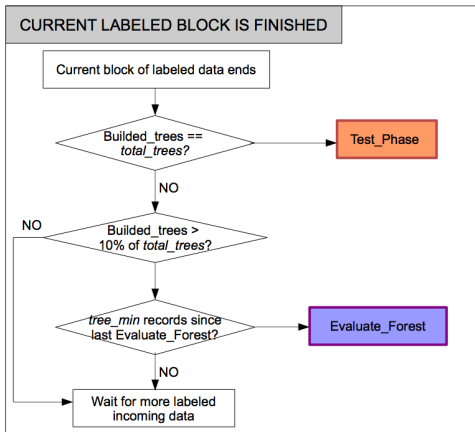 CURRENT LABELED BLOCK IS FINISHED
Current block of labeled data ends
Builded_trees ==
total_trees?
Test_Phase
NO
NO
Builded_trees >
10% of total_trees?
tree_min records since
last Evaluate_Forest?
Evaluate_Forest
NO
Wait for more labeled
incoming data